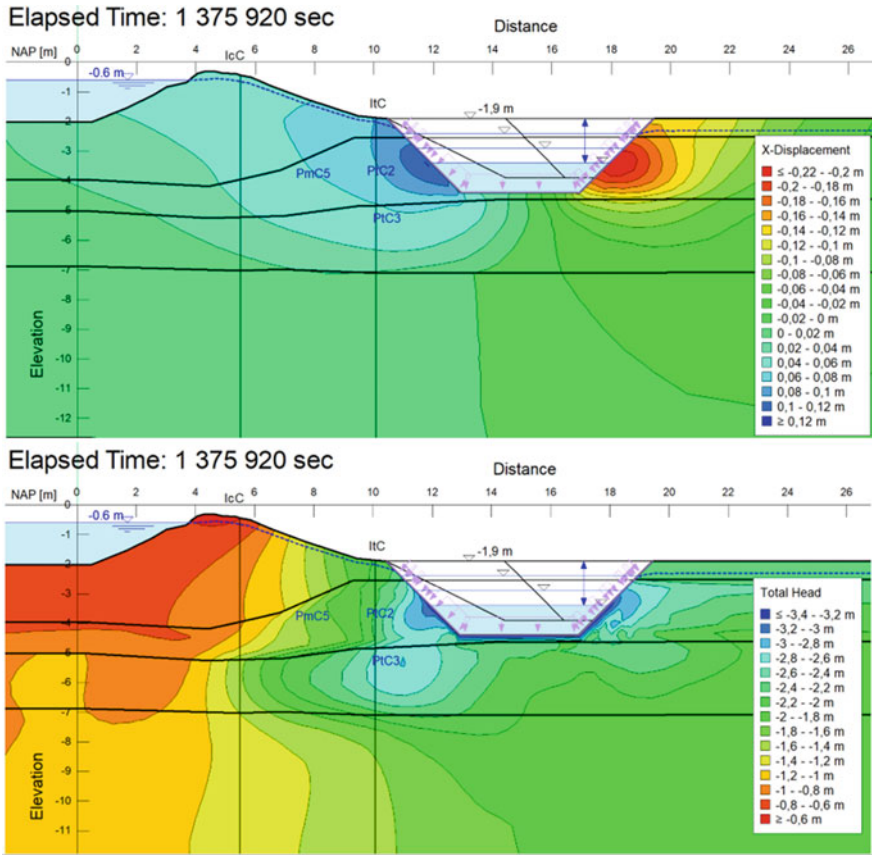 Elapsed Time: 1 375 920 sec
Distance
NAP [m] 0 2 4 6 8 10 12 14 16 18 20 22 24 26
IcC
0
-0.6 m
-1
ItC
-1,9 m
2
X-Displacement
-3
≤ -0,22 - -0,2 m
-0,2 - -0,18 m
-0,18 - -0,16 m
-0,16 - -0,14 m
-0,14 - -0,12 m
-0,12 - -0,1 m
-0,1 - -0,08 m
-0,08 - -0,06 m
-0,06 - -0,04 m
-0,04 - -0,02 m
-0,02 - 0 m
0 - 0,02 m
0,02 - 0,04 m
0,04 - 0,06 m
0,06 - 0,08 m
0,08 - 0,1 m
0,1 - 0,12 m
≥ 0,12 m
PmC5
PtC2
-4
PtC3
5
-6
-7
-8
-9
-10
-11
-12
Elevation
Elapsed Time: 1 375 920 sec
Distance
NAP [m] 0 2 4 6 8 10 12 14 16 18 20 22 24 26
IcC
0
-0.6 m
-1
ItC
-1,9 m
2
-3
PmC5
PtC2
-4
5
PtC3
-6
-7
-8
-9
-10
-11
Elevation
Total Head
≤ -3,4 - -3,2 m
-3,2 - -3 m
-3 - -2,8 m
-2,8 - -2,6 m
-2,6 - -2,4 m
-2,4 - -2,2 m
-2,2 - -2 m
-2 - -1,8 m
-1,8 - -1,6 m
-1,6 - -1,4 m
-1,4 - -1,2 m
-1,2 - -1 m
-1 - -0,8 m
-0,8 - -0,6 m
≥ -0,6 m